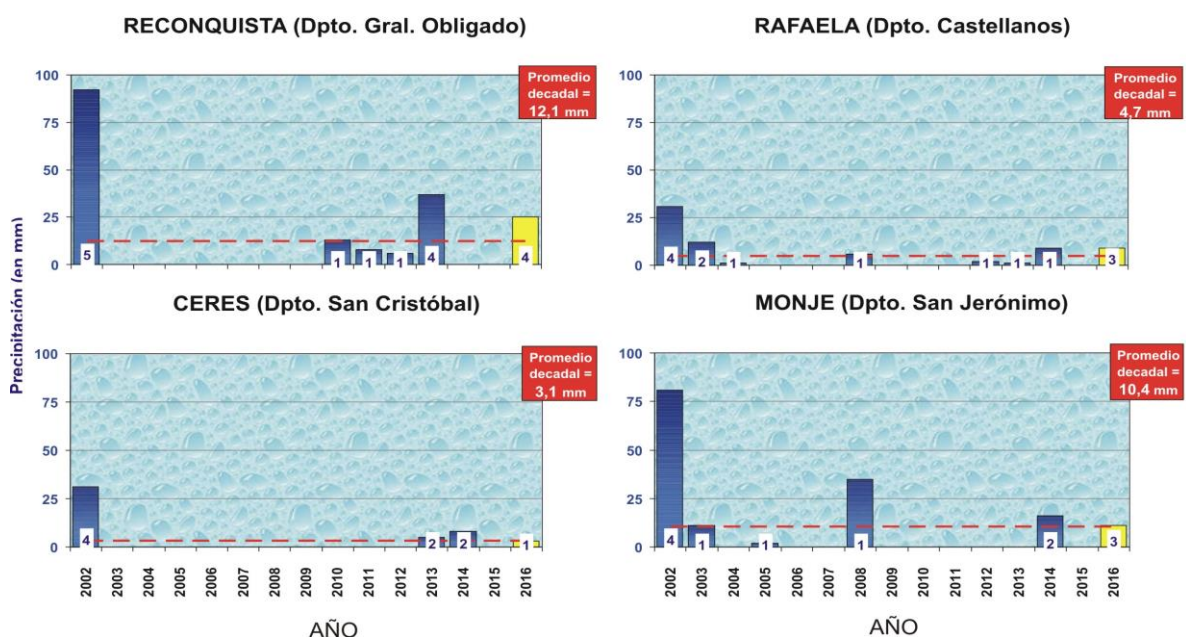 RECONQUISTA (Dpto. Gral. Obligado)
100
75
50
25
0
Promedio
decadal =
12,1 mm
5
1
1
1
4
4
RAFAELA (Dpto. Castellanos)
100
75
50
25
0
Promedio
decadal =
4,7 mm
4
2
1
1
1
1
1
3
Precipitación (en mm)
CERES (Dpto. San Cristóbal)
100
75
50
25
0
Promedio
decadal =
3,1 mm
4
2
2
1
2002 2003 2004 2005 2006 2007 2008 2009 2010 2011 2012 2013 2014 2015 2016
AÑO
MONJE (Dpto. San Jerónimo)
100
75
50
25
0
Promedio
decadal =
10,4 mm
4
1
1
1
2
3
2002 2003 2004 2005 2006 2007 2008 2009 2010 2011 2012 2013 2014 2015 2016
AÑO